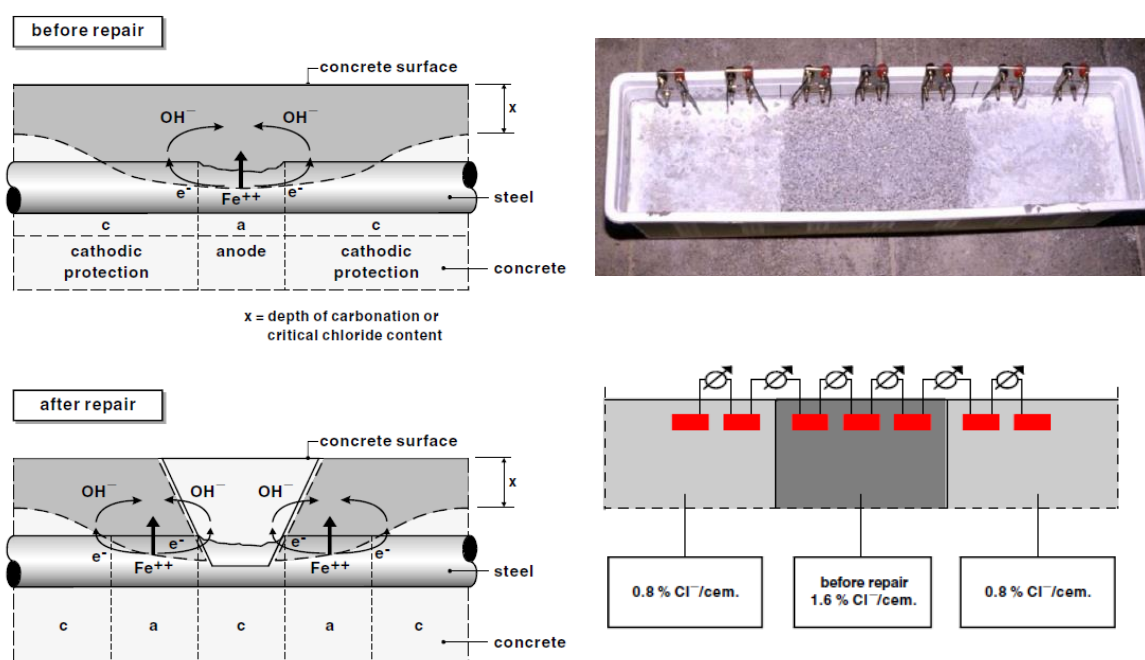 before repair
concrete surface
OH⁻
OH⁻
x
e-
Fe++
e-
steel
c
a
c
cathodic
protection
anode
cathodic
protection
concrete
x = depth of carbonation or
critical chloride content
after repair
concrete surface
OH⁻
OH⁻
OH⁻
x
e-
e-
e-
e-
Fe++
Fe++
steel
c
a
c
a
c
concrete
0.8 % Cl⁻/cem.
before repair
1.6 % Cl⁻/cem.
0.8 % Cl⁻/cem.